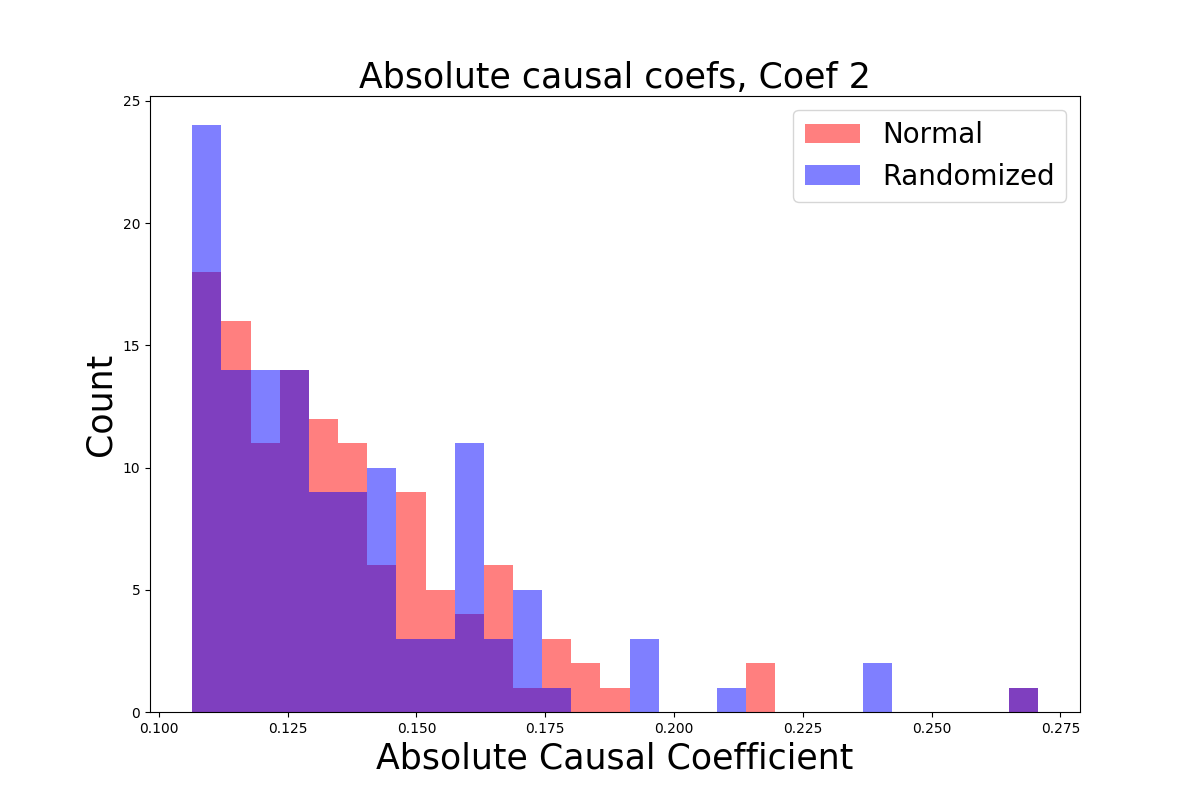 Absolute causal coefs, Coef 2
Normal
Randomized
Count
25
20
15
10
5
0
0.100 0.125 0.150 0.175 0.200 0.225 0.250 0.275
Absolute Causal Coefficient